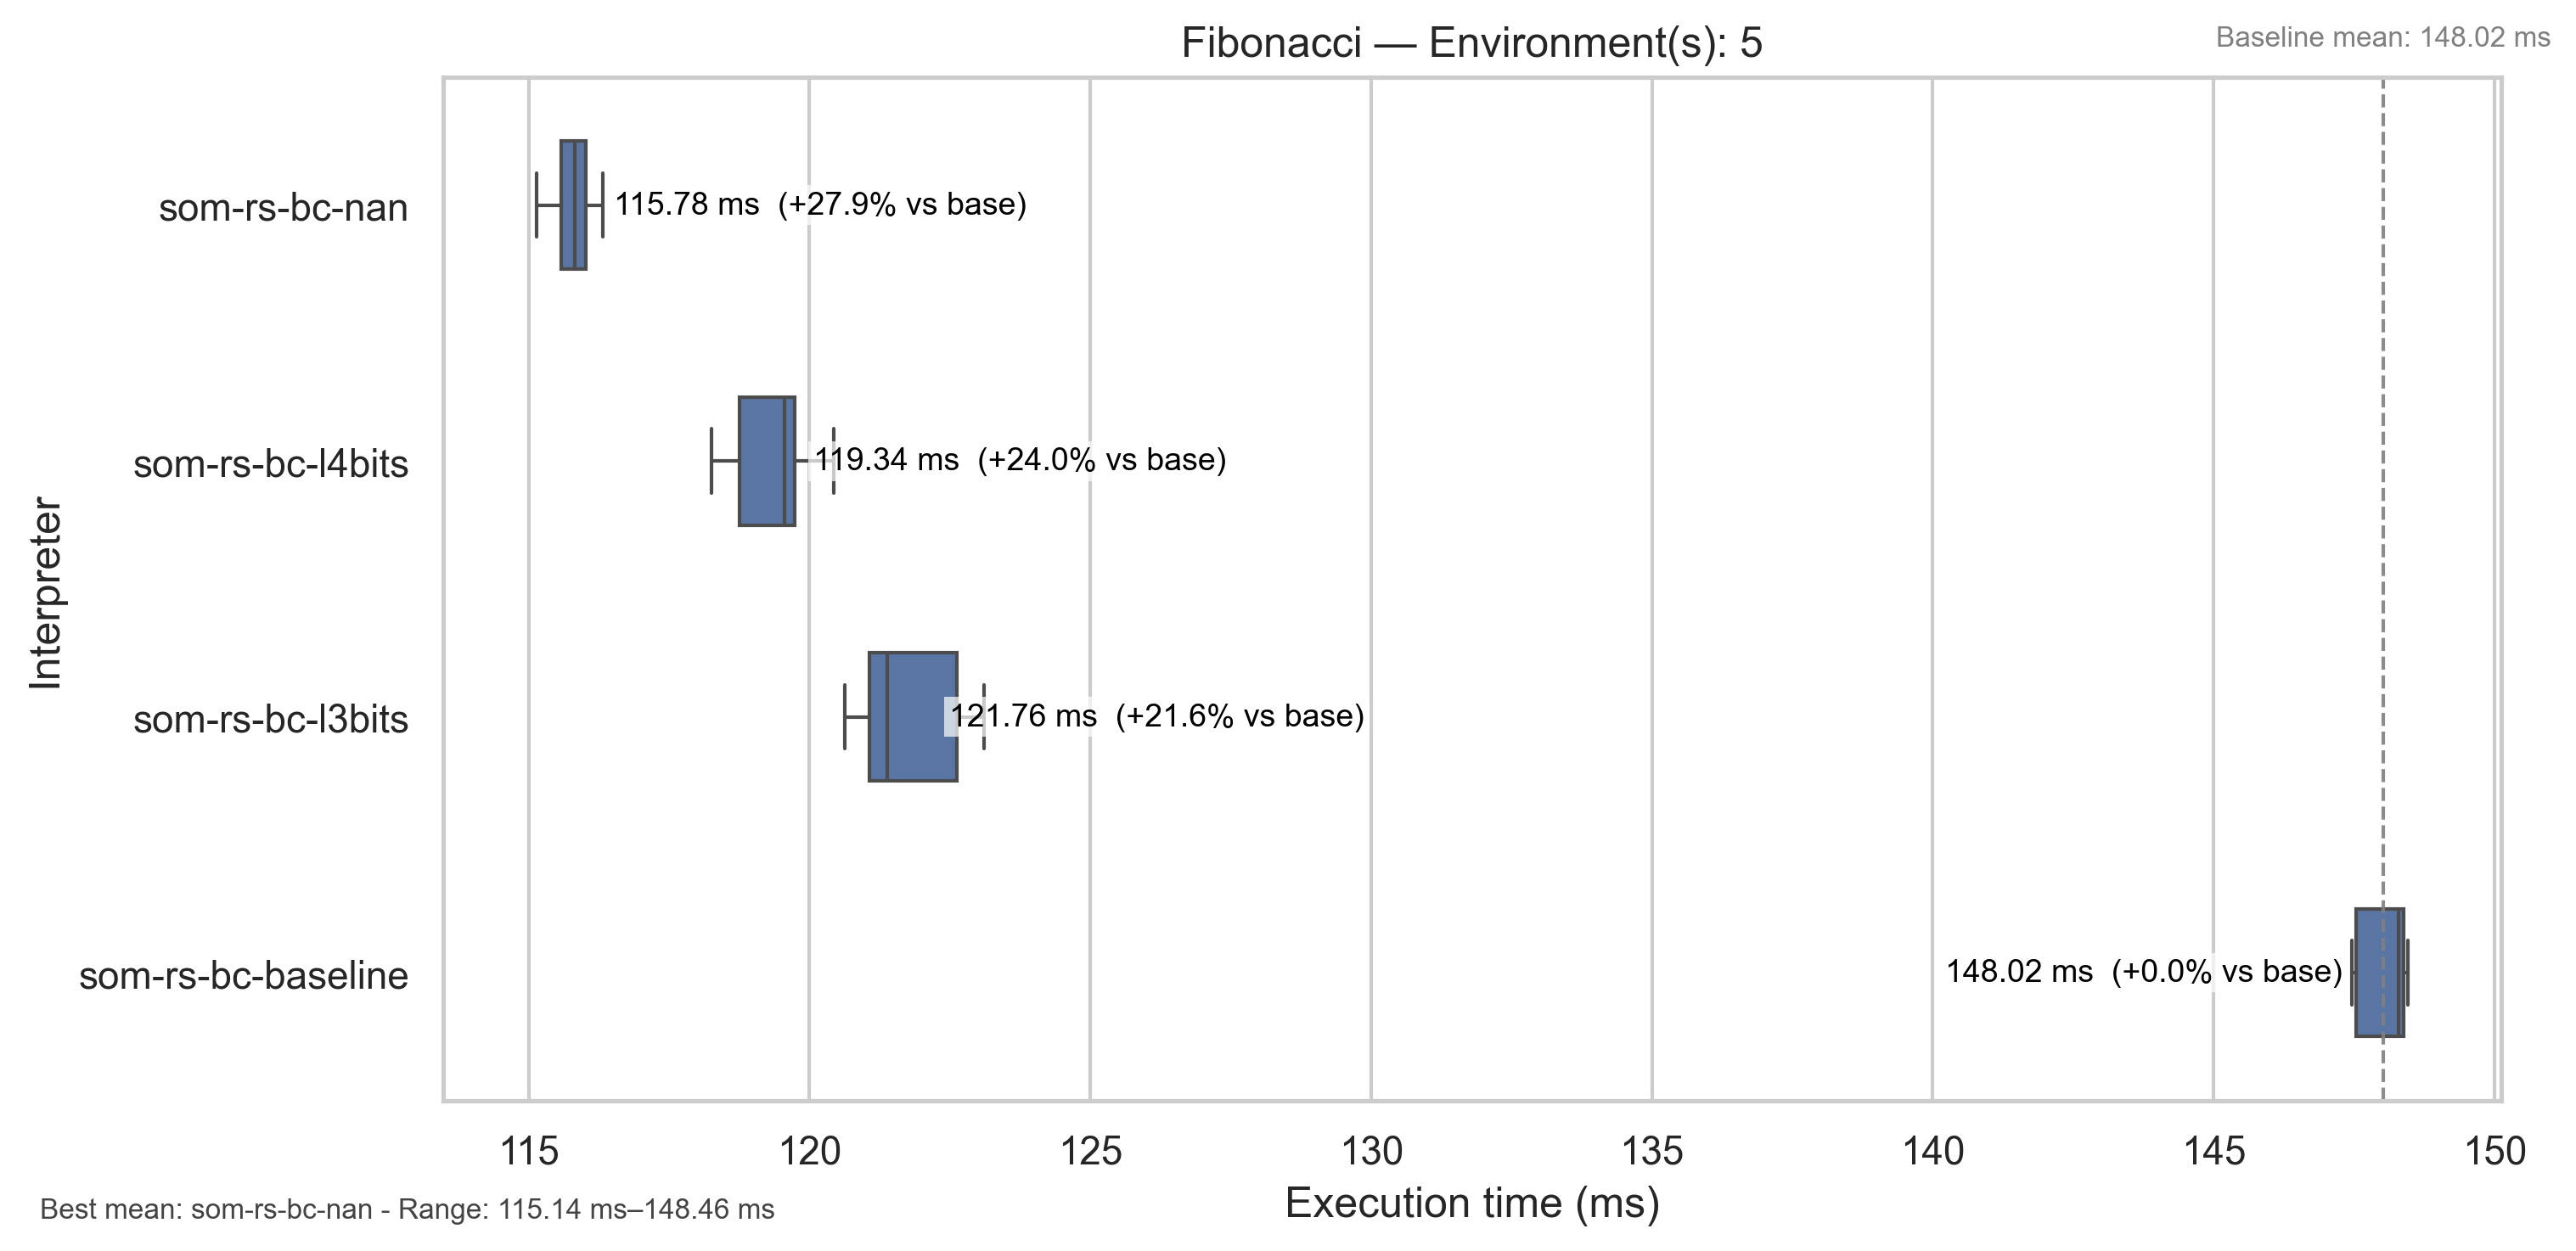 Fibonacci — Environment(s): 5
Baseline mean: 148.02 ms
Interpreter
som-rs-bc-nan
115.78 ms (+27.9% vs base)
som-rs-bc-l4bits
119.34 ms (+24.0% vs base)
som-rs-bc-l3bits
121.76 ms (+21.6% vs base)
som-rs-bc-baseline
148.02 ms (+0.0% vs base)
115 120 125 130 135 140 145 150
Execution time (ms)
Best mean: som-rs-bc-nan - Range: 115.14 ms–148.46 ms